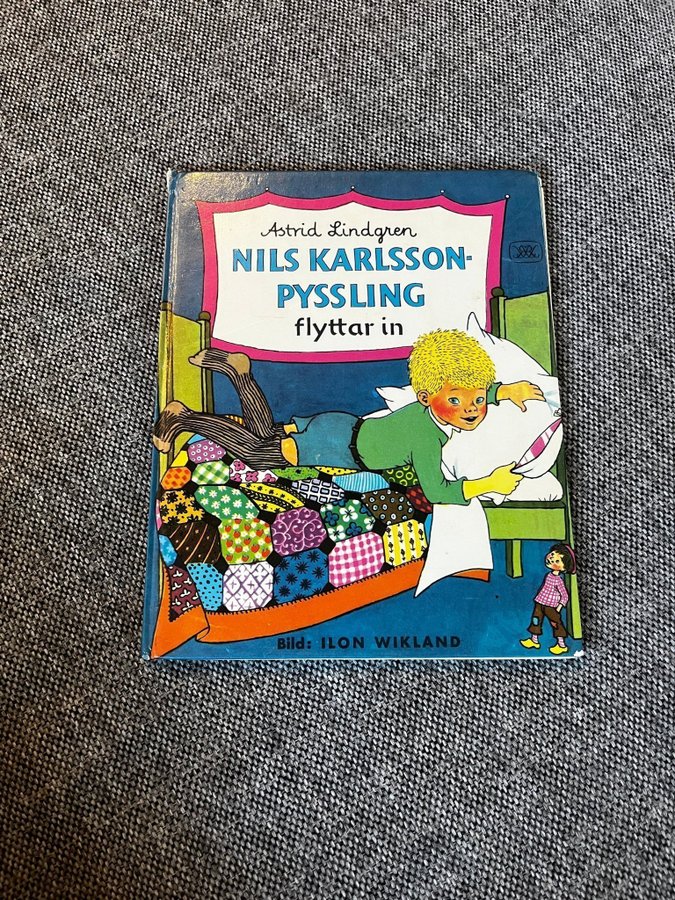 Astrid Lindgren
NILS KARLSSON-
PYSSLING
flyttar in
Bild: ILON WIKLAND